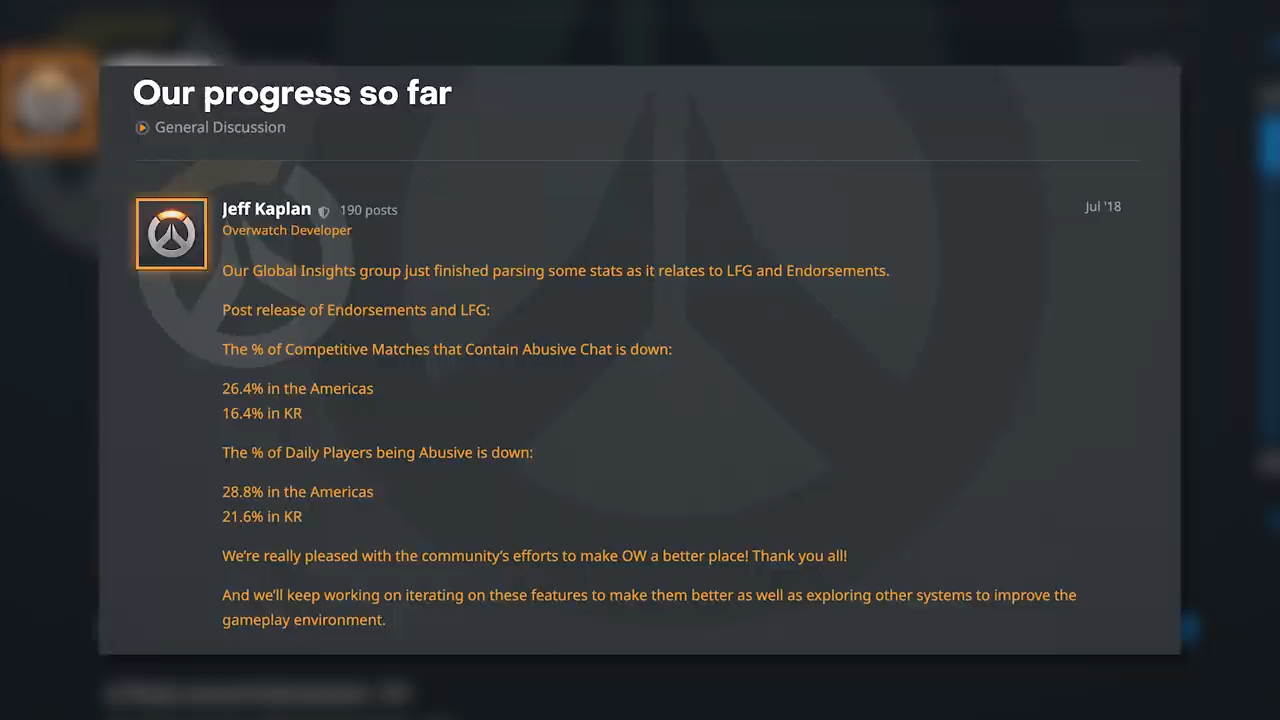 Our progress so far
General Discussion
Jeff Kaplan 190 posts
Jul '18
Overwatch Developer
Our Global Insights group just finished parsing some stats as it relates to LFG and Endorsements.
Post release of Endorsements and LFG:
The % of Competitive Matches that Contain Abusive Chat is down:
26.4% in the Americas
16.4% in KR
The % of Daily Players being Abusive is down:
28.8% in the Americas
21.6% in KR
We’re really pleased with the community’s efforts to make OW a better place! Thank you all!
And we’ll keep working on iterating on these features to make them better as well as exploring other systems to improve the
gameplay environment.